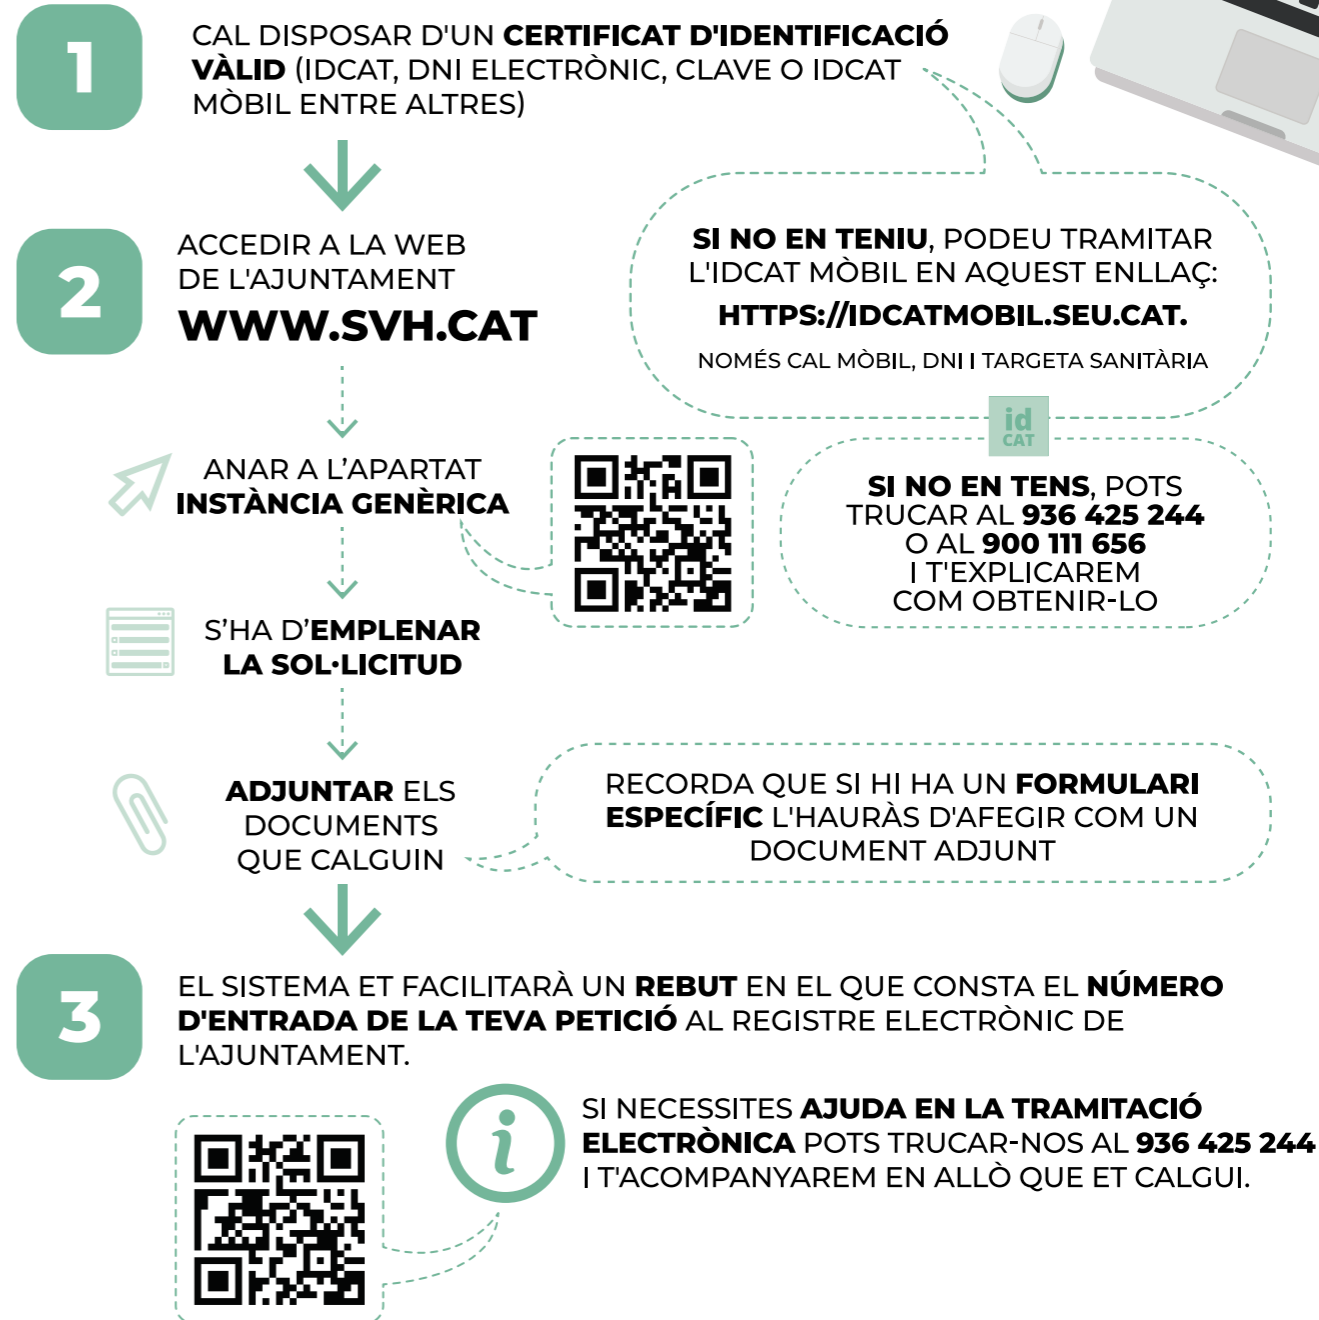 1
CAL DISPOSAR D'UN CERTIFICAT D'IDENTIFICACIÓ
VÀLID (IDCAT, DNI ELECTRÒNIC, CLAVE O IDCAT
MÒBIL ENTRE ALTRES)
SI NO EN TENIU, PODEU TRAMITAR
L'IDCAT MÒBIL EN AQUEST ENLLAÇ:
HTTPS://IDCATMOBIL.SEU.CAT.
NOMÉS CAL MÒBIL, DNI I TARGETA SANITÀRIA
id
CAT
SI NO EN TENS, POTS
TRUCAR AL 936 425 244
O AL 900 111 656
I T'EXPLICAREM
COM OBTENIR-LO
2
ACCEDIR A LA WEB
DE L'AJUNTAMENT
WWW.SVH.CAT
ANAR A L’APARTAT
INSTÀNCIA GENÈRICA
S’HA D’EMPLENAR
LA SOL·LICITUD
ADJUNTAR ELS
DOCUMENTS
QUE CALGUIN
RECORDA QUE SI HI HA UN FORMULARI
ESPECÍFIC L'HAURÀS D'AFEGIR COM UN
DOCUMENT ADJUNT
3
EL SISTEMA ET FACILITARÀ UN REBUT EN EL QUE CONSTA EL NÚMERO
D'ENTRADA DE LA TEVA PETICIÓ AL REGISTRE ELECTRÒNIC DE
L'AJUNTAMENT.
i
SI NECESSITES AJUDA EN LA TRAMITACIÓ
ELECTRÒNICA POTS TRUCAR-NOS AL 936 425 244
I T'ACOMPANYAREM EN ALLÒ QUE ET CALGUI.